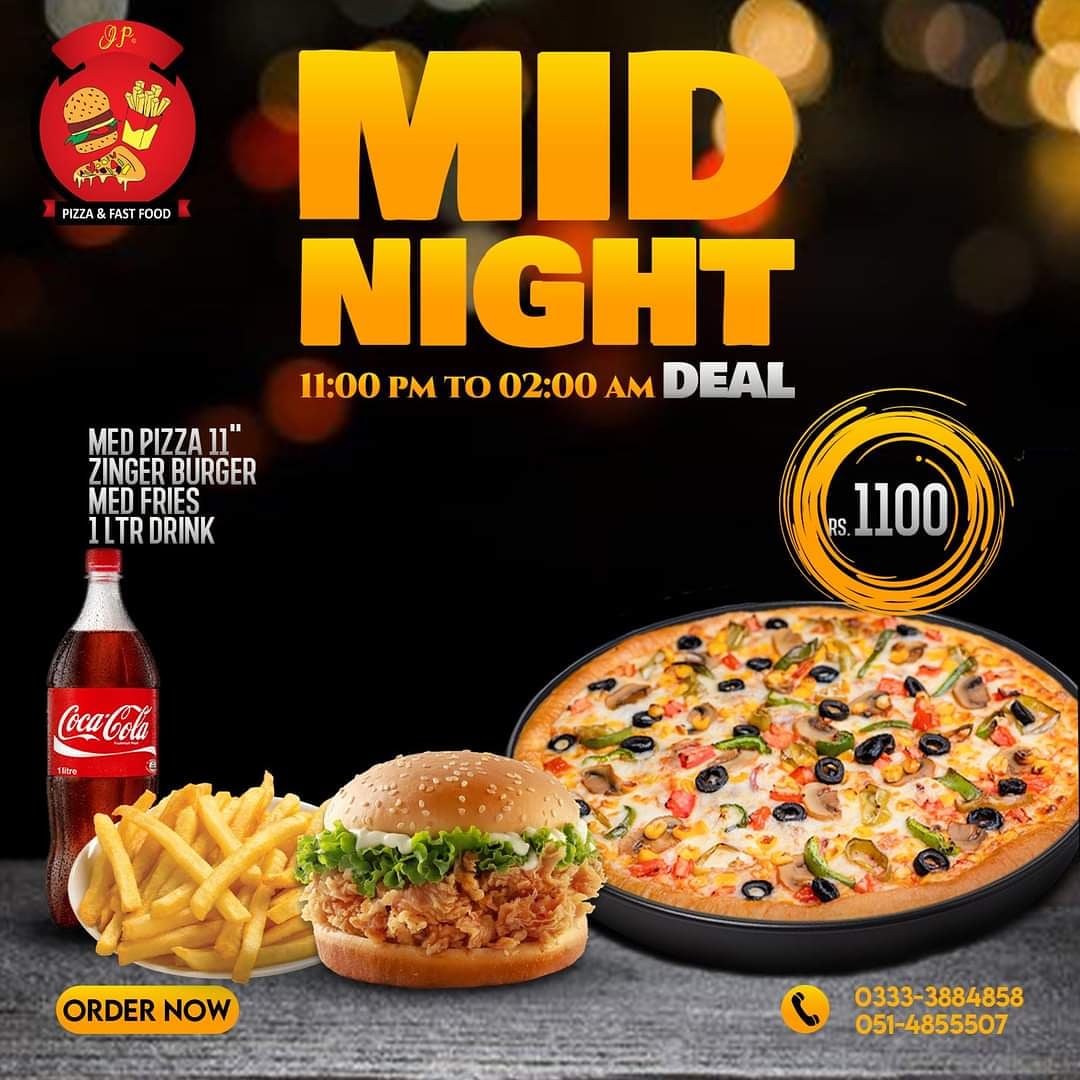 J.P.
PIZZA & FAST FOOD
MID
NIGHT
11:00 PM TO 02:00 AM DEAL
MED PIZZA 11"
ZINGER BURGER
MED FRIES
1 LTR DRINK
RS. 1100
Coca-Cola
1 litre
ORDER NOW
0333-3884858
051-4855507